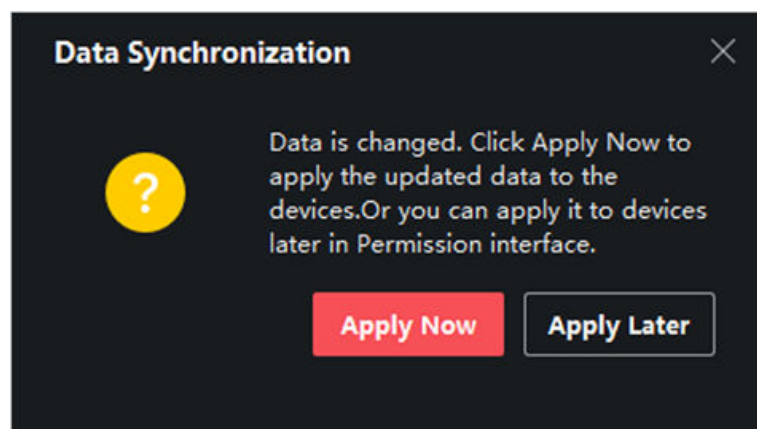 Data Synchronization
?
Data is changed. Click Apply Now to
apply the updated data to the
devices.Or you can apply it to devices
later in Permission interface.
Apply Now
Apply Later